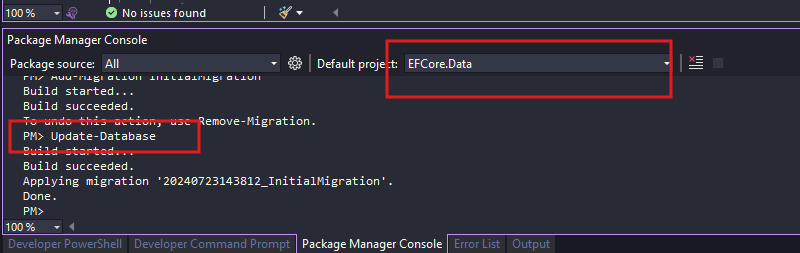 100 % No issues found
Package Manager Console
Package source: All Default project: EFCore.Data
PM> Add-Migration InitialMigration
Build started...
Build succeeded.
To undo this action, use Remove-Migration.
PM> Update-Database
Build started...
Build succeeded.
Applying migration '20240723143812_InitialMigration'.
Done.
PM>
100 %
Developer PowerShell Developer Command Prompt Package Manager Console Error List Output